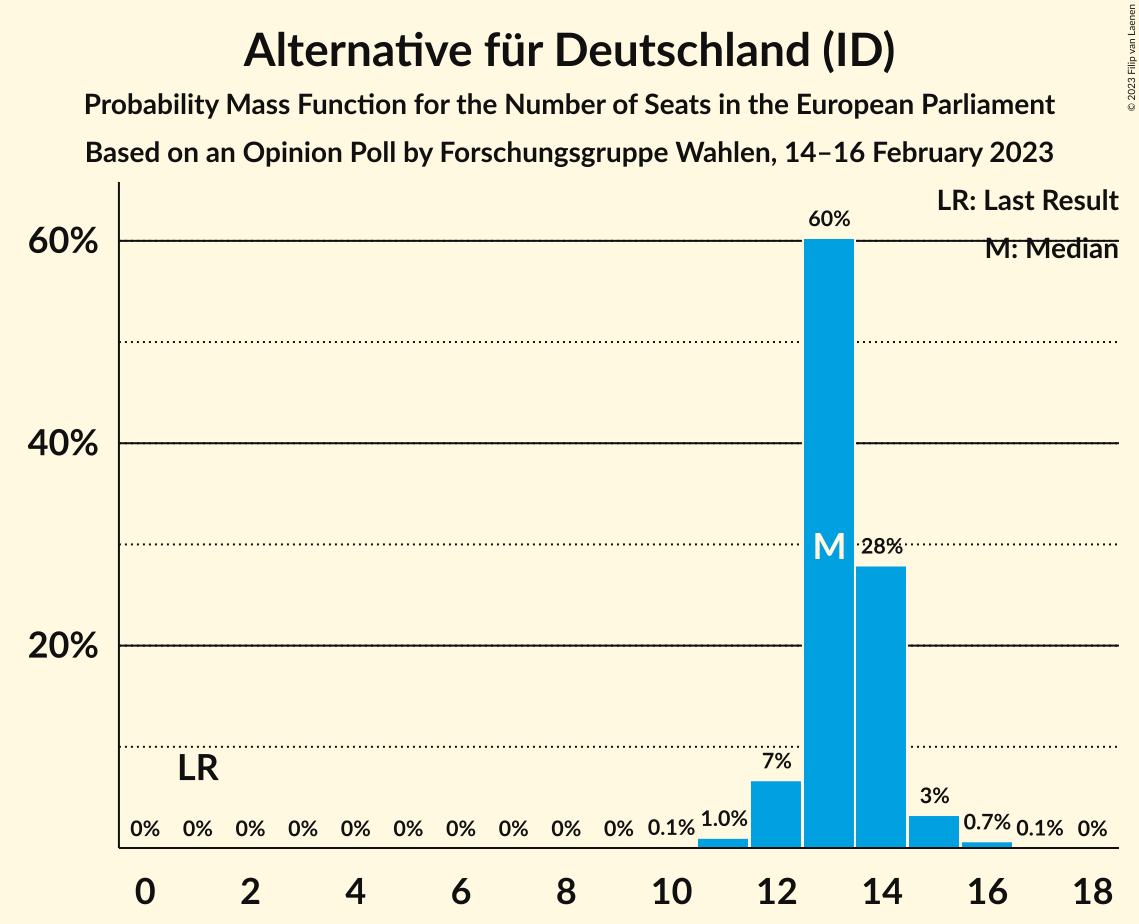 Alternative für Deutschland (ID)
Probability Mass Function for the Number of Seats in the European Parliament
Based on an Opinion Poll by Forschungsgruppe Wahlen, 14–16 February 2023
© 2023 Filip van Laenen
LR: Last Result
M: Median
60%
40%
20%
60%
M
28%
LR
7%
3%
0% 0% 0% 0% 0% 0% 0% 0% 0% 0% 0.1% 1.0% 0.7% 0.1% 0%
0 2 4 6 8 10 12 14 16 18